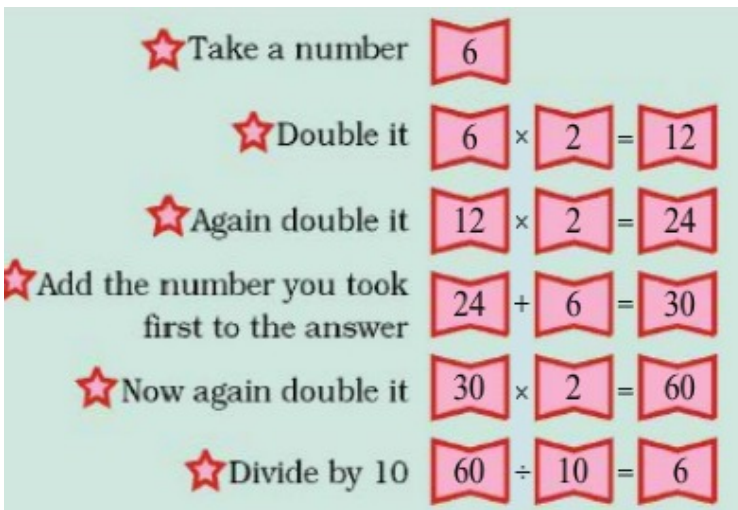 Take a number 6
Double it 6 × 2 = 12
Again double it 12 × 2 = 24
Add the number you took
first to the answer 24 + 6 = 30
Now again double it 30 × 2 = 60
Divide by 10 60 ÷ 10 = 6